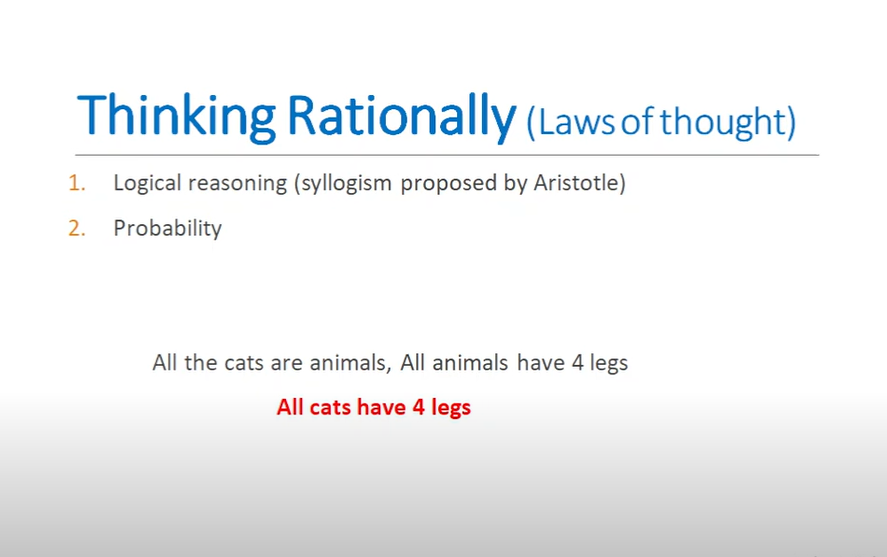 Thinking Rationally (Laws of thought)
1. Logical reasoning (syllogism proposed by Aristotle)
2. Probability
All the cats are animals, All animals have 4 legs
All cats have 4 legs